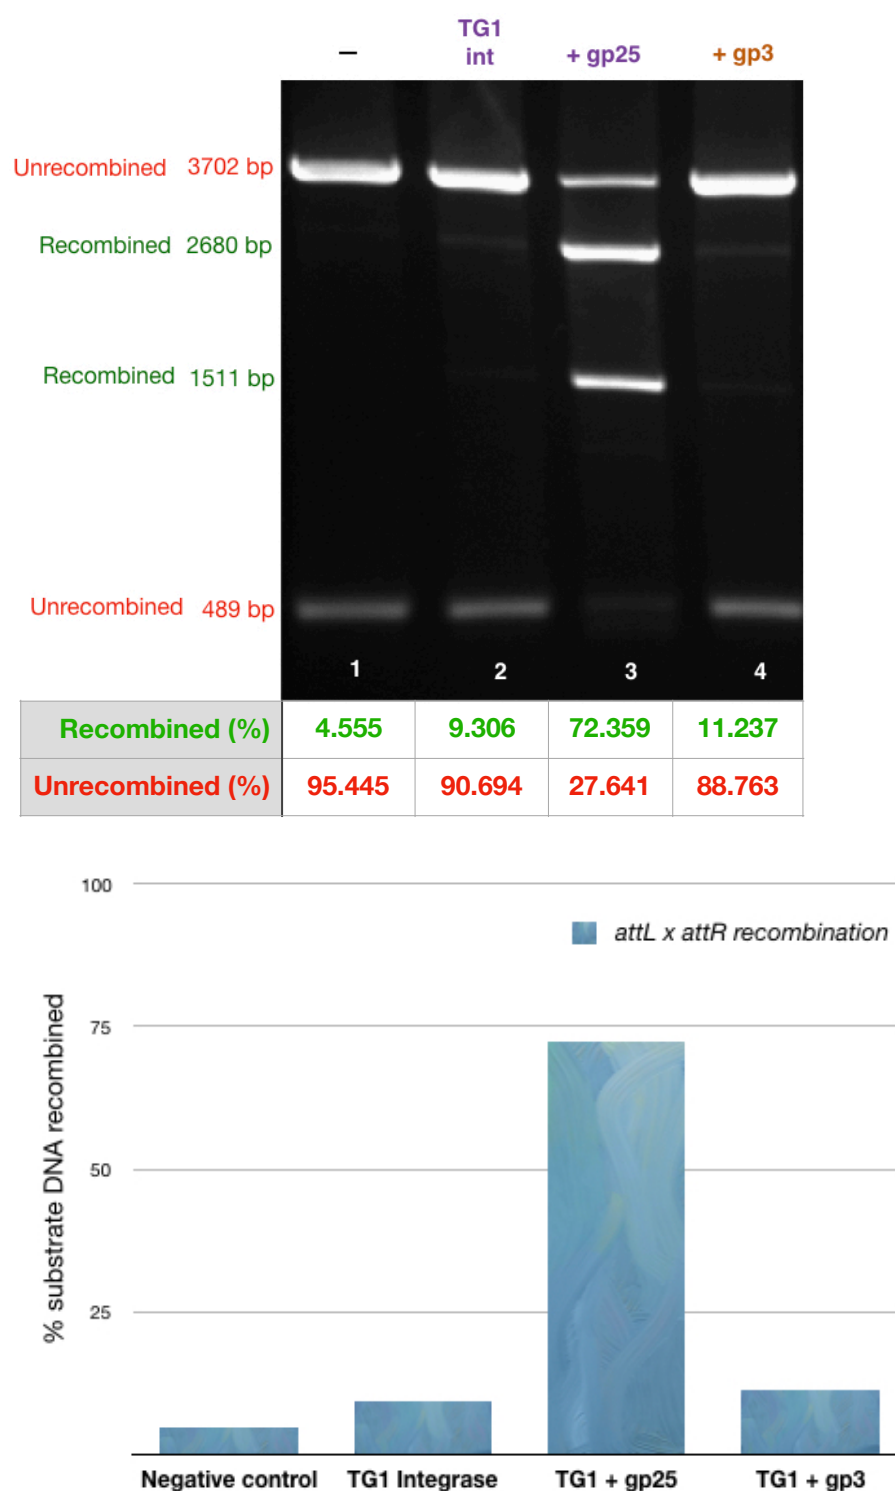 TG1
– int + gp25 + gp3
Unrecombined 3702 bp
Recombined 2680 bp
Recombined 1511 bp
Unrecombined 489 bp
1 2 3 4
Recombined (%) 4.555 9.306 72.359 11.237
Unrecombined (%) 95.445 90.694 27.641 88.763
100
attL x attR recombination
75
50
25
% substrate DNA recombined
Negative control TG1 Integrase TG1 + gp25 TG1 + gp3